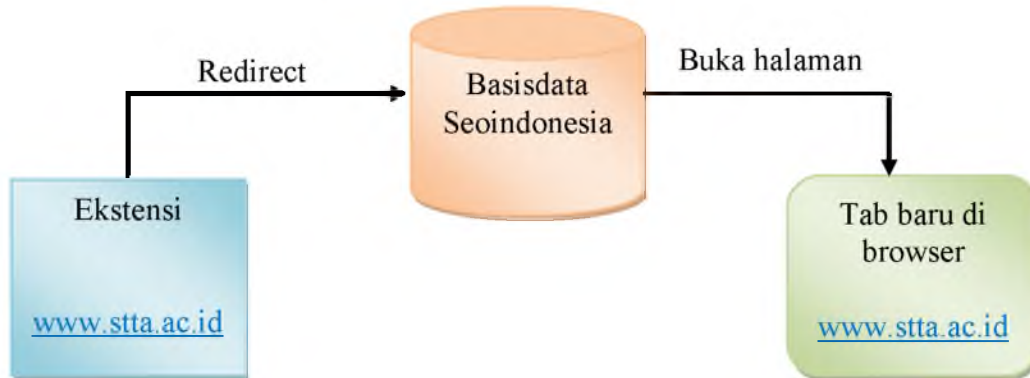 Redirect
Basisdata
Seoindonesia
Buka halaman
Ekstensi
www.stta.ac.id
Tab baru di
browser
www.stta.ac.id